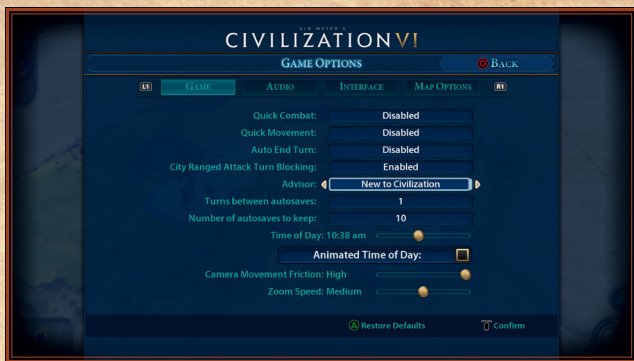 SID MEIER'S
CIVILIZATION VI
GAME OPTIONS
BACK
L1 GAME AUDIO INTERFACE MAP OPTIONS R1
Quick Combat: Disabled
Quick Movement: Disabled
Auto End Turn: Disabled
City Ranged Attack Turn Blocking: Enabled
Advisor: New to Civilization
Turns between autosaves: 1
Number of autosaves to keep: 10
Time of Day: 10:38 am
Animated Time of Day:
Camera Movement Friction: High
Zoom Speed: Medium
Restore Defaults OPTIONS Confirm